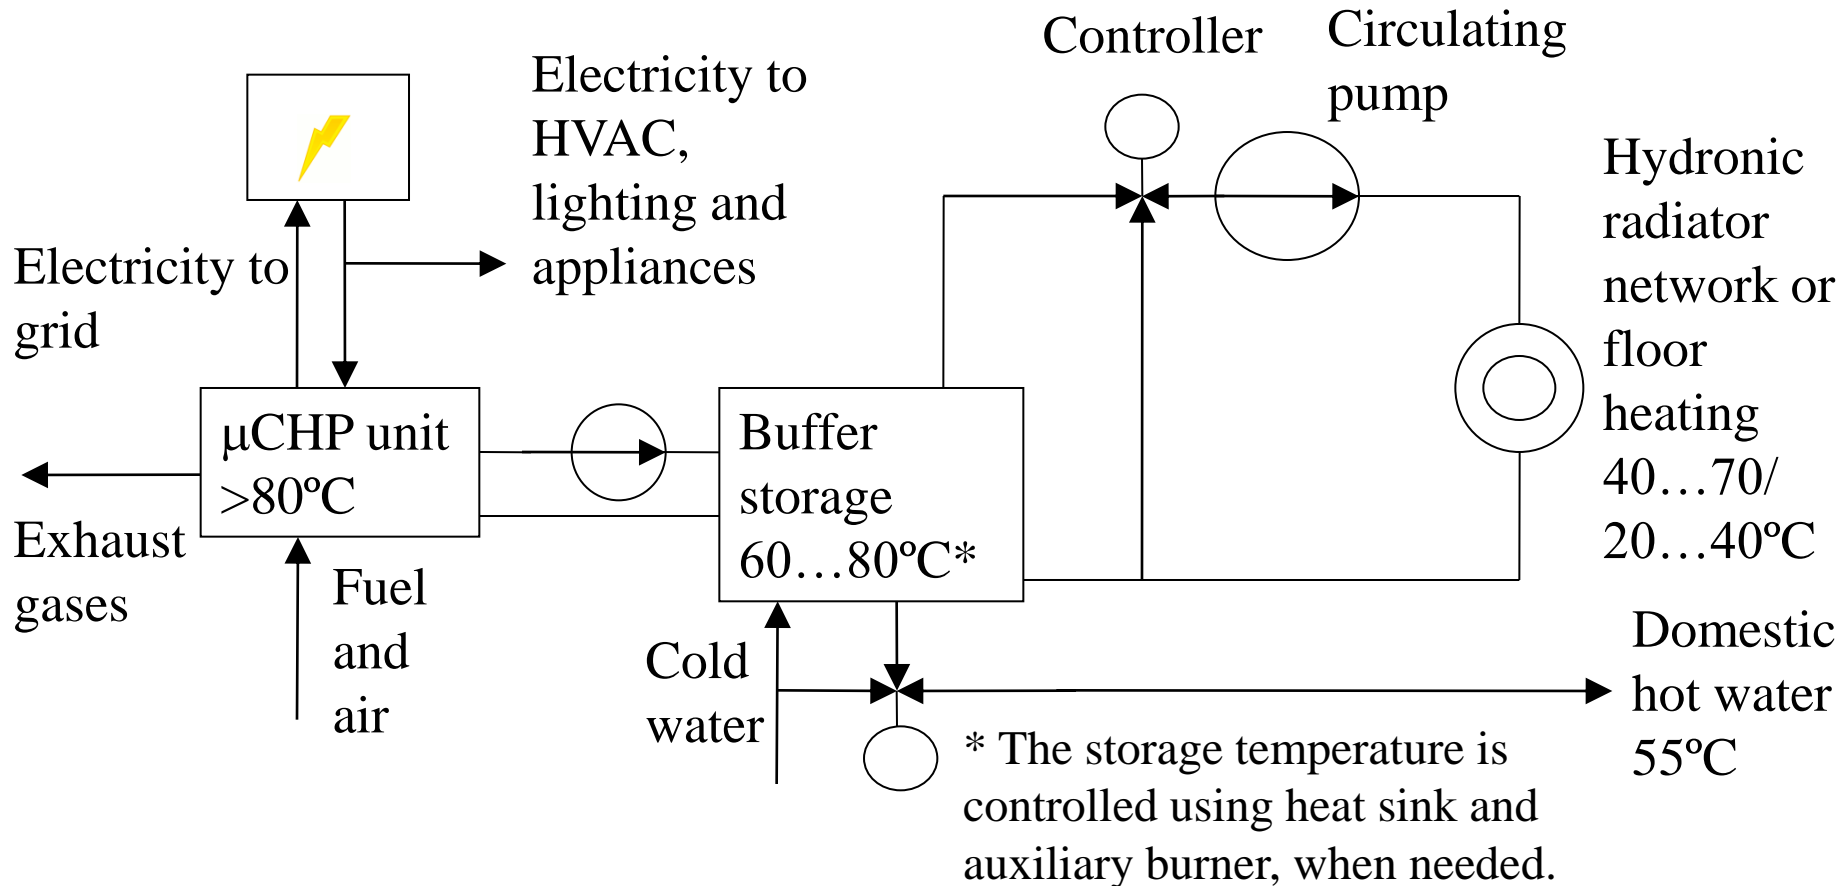 Controller
Circulating
pump
Electricity to
HVAC,
lighting and
appliances
Electricity to
grid
Hydronic
radiator
network or
floor
heating
40…70/
20…40ºC
μCHP unit
>80ºC
Buffer
storage
60…80ºC*
Exhaust
gases
Fuel
and
air
Cold
water
Domestic
hot water
55ºC
* The storage temperature is
controlled using heat sink and
auxiliary burner, when needed.